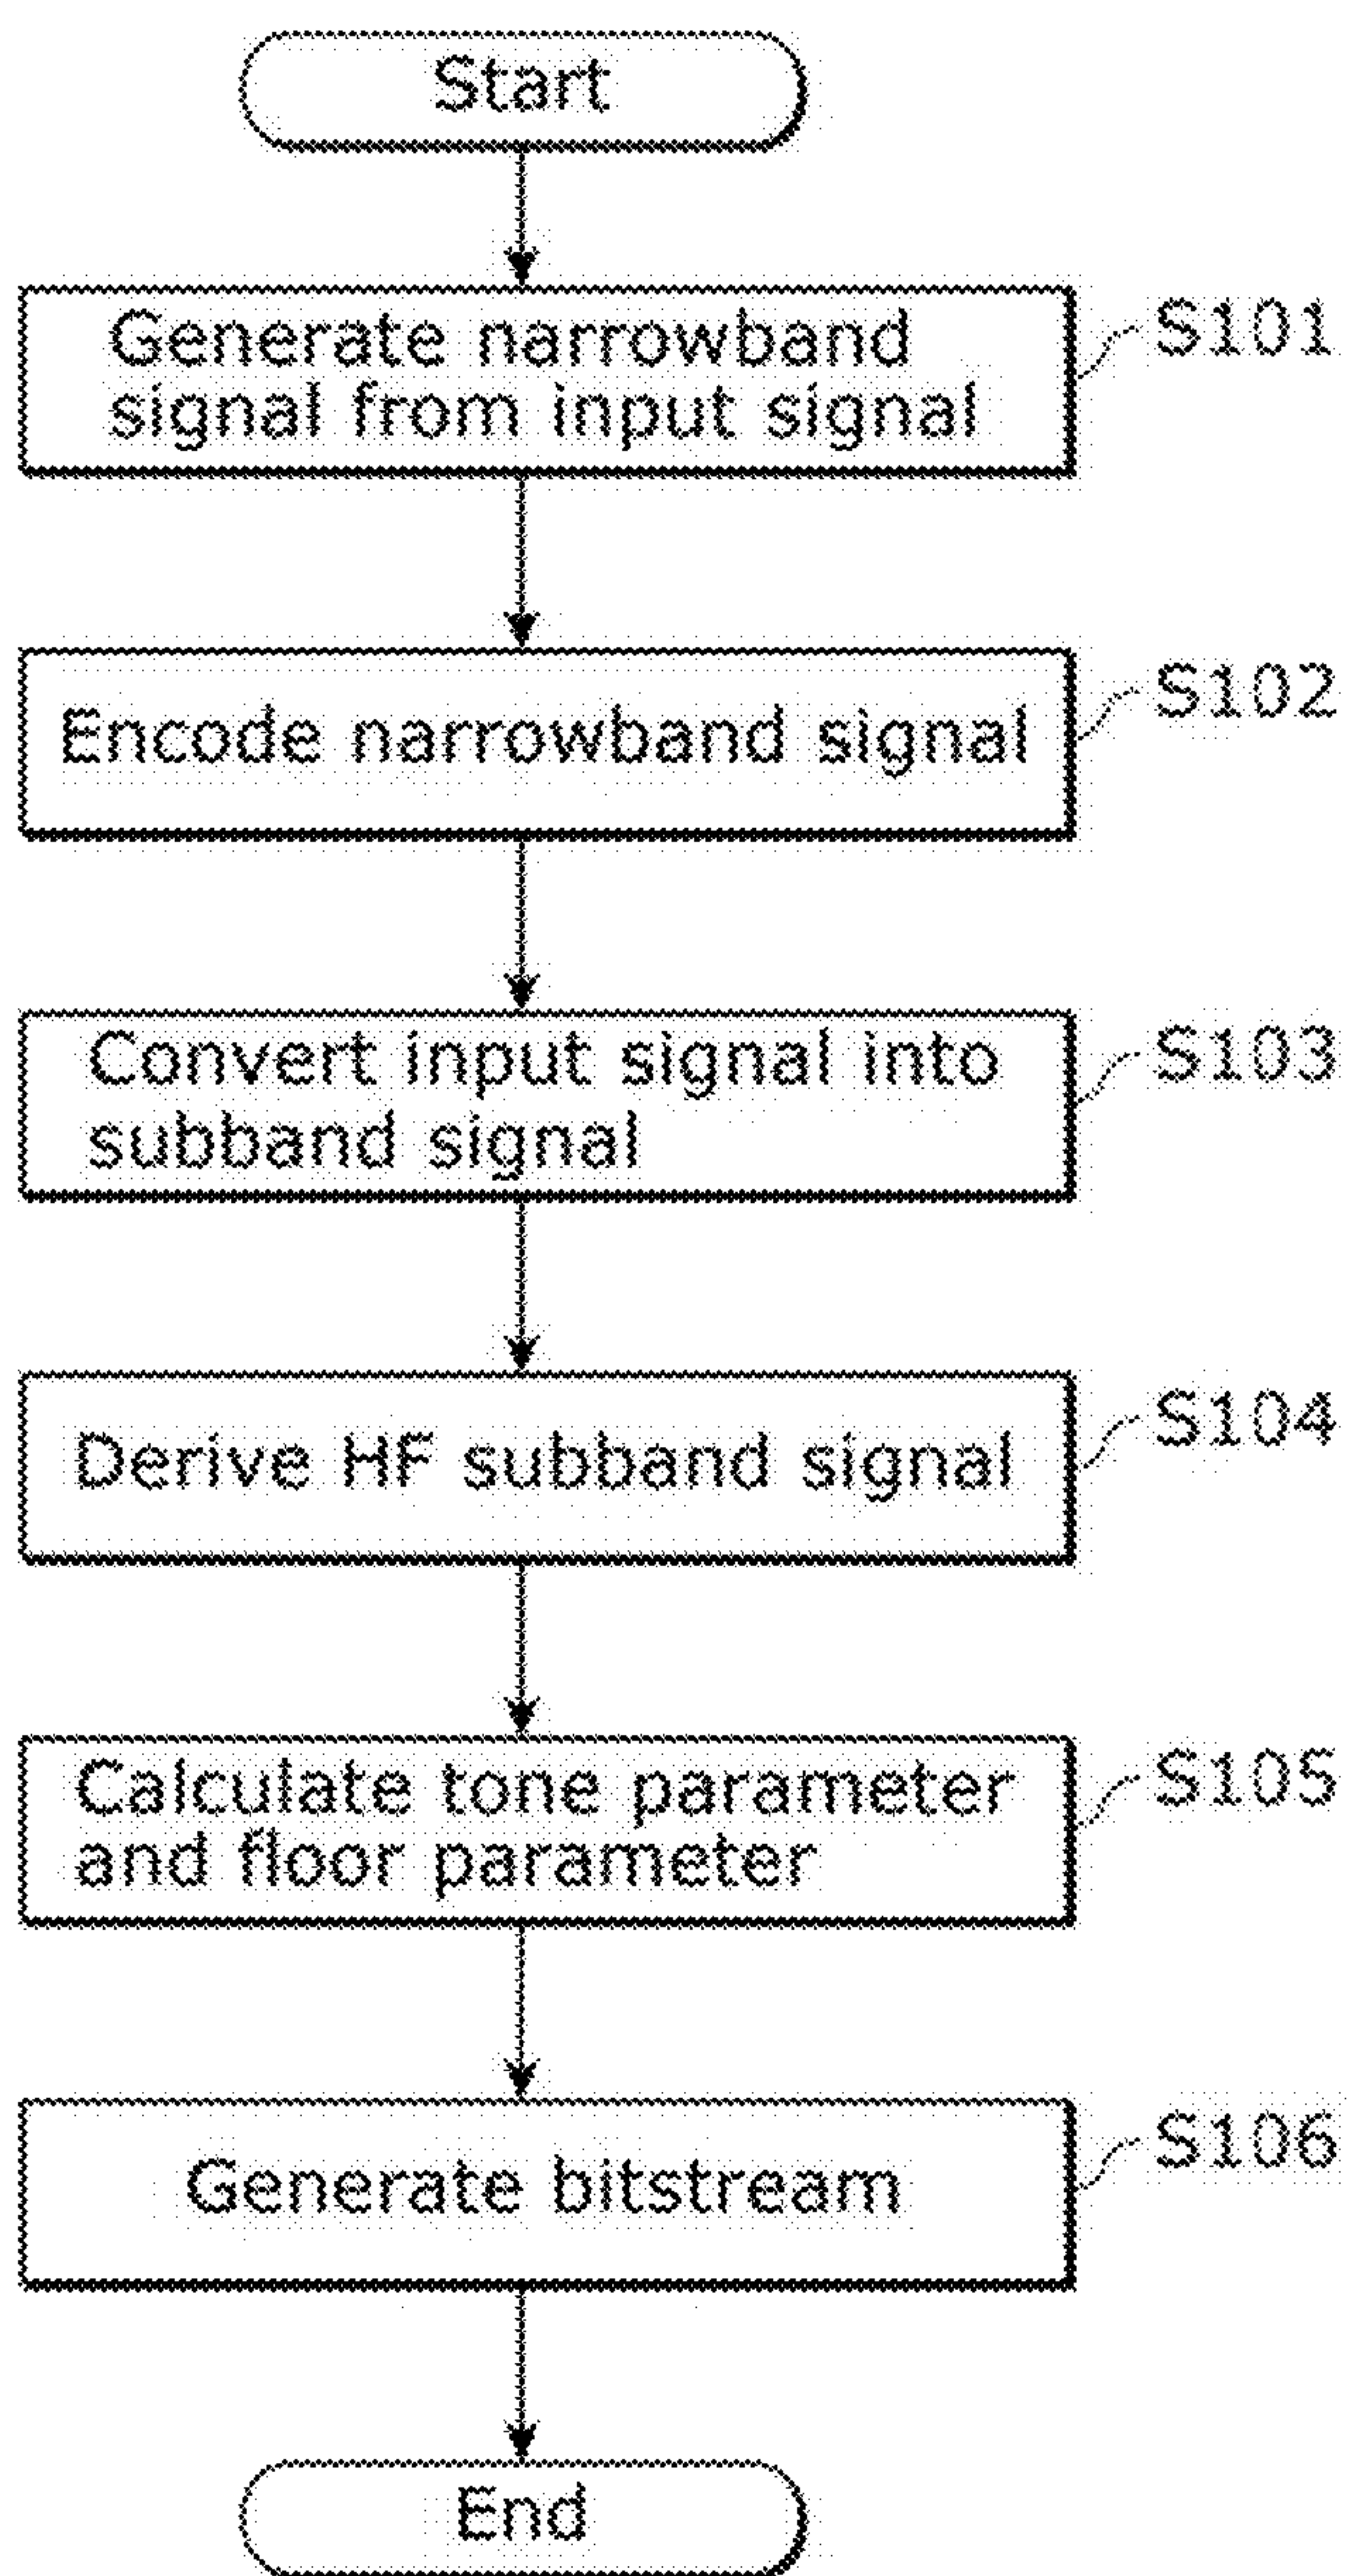 Start
Generate narrowband
signal from input signal
S101
Encode narrowband signal
S102
Convert input signal into
subband signal
S103
Derive HF subband signal
S104
Calculate tone parameter
and floor parameter
S105
Generate bitstream
S106
End